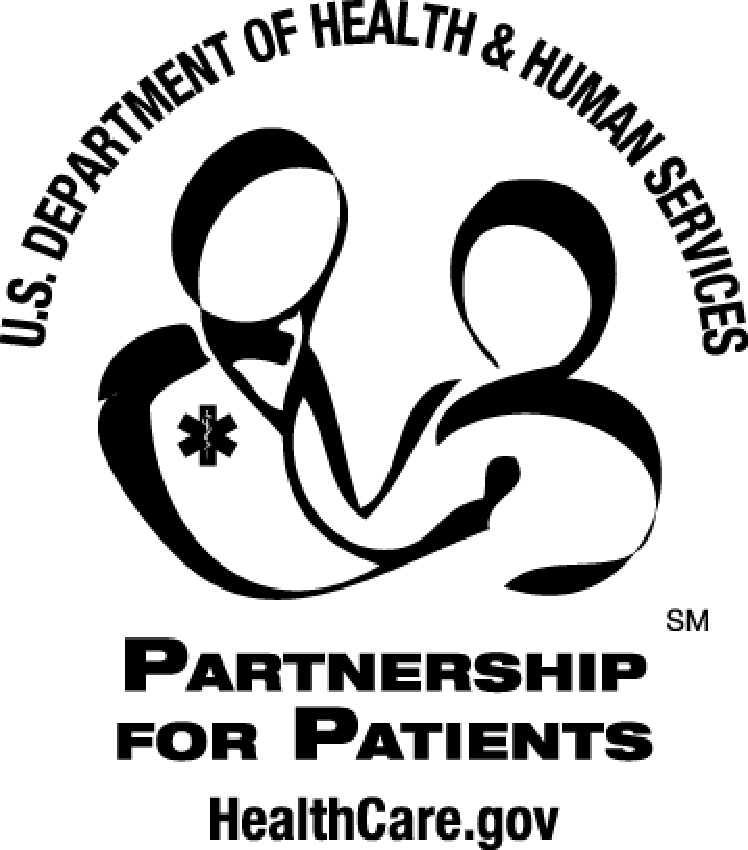 U.S. DEPARTMENT OF HEALTH & HUMAN SERVICES
SM
PARTNERSHIP
FOR PATIENTS
HealthCare.gov